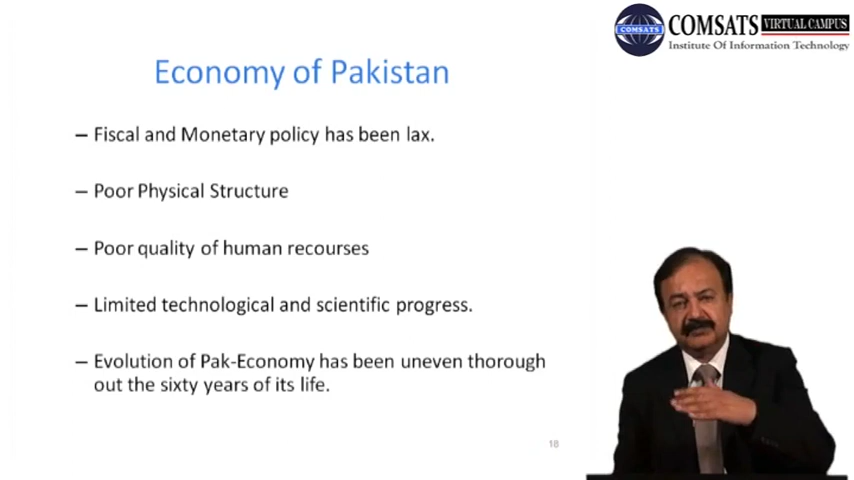 COMSATS VIRTUAL CAMPUS
COMSATS
Institute Of Information Technology
Economy of Pakistan
– Fiscal and Monetary policy has been lax.
– Poor Physical Structure
– Poor quality of human recourses
– Limited technological and scientific progress.
– Evolution of Pak-Economy has been uneven thorough
out the sixty years of its life.
18